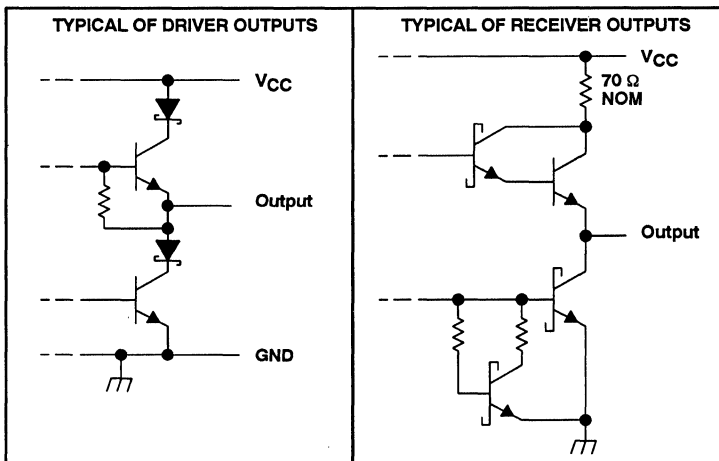 TYPICAL OF DRIVER OUTPUTS
VCC
Output
GND
TYPICAL OF RECEIVER OUTPUTS
VCC
70 Ω
NOM
Output